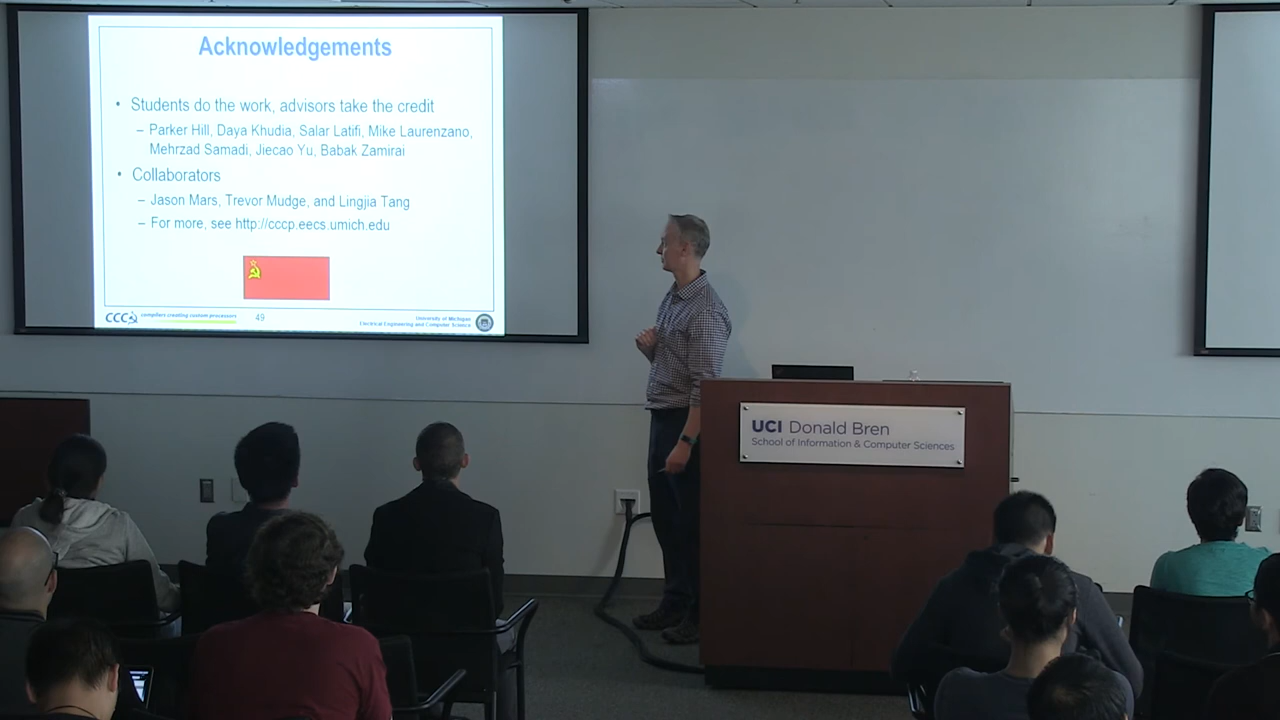 Acknowledgements
• Students do the work, advisors take the credit
– Parker Hill, Daya Khudia, Salar Latifi, Mike Laurenzano,
Mehrzad Samadi, Jiecao Yu, Babak Zamirai
• Collaborators
– Jason Mars, Trevor Mudge, and Lingjia Tang
– For more, see http://cccp.eecs.umich.edu
CCC
compilers creating custom processors
49
University of Michigan
Electrical Engineering and Computer Science
UCI Donald Bren
School of Information & Computer Sciences